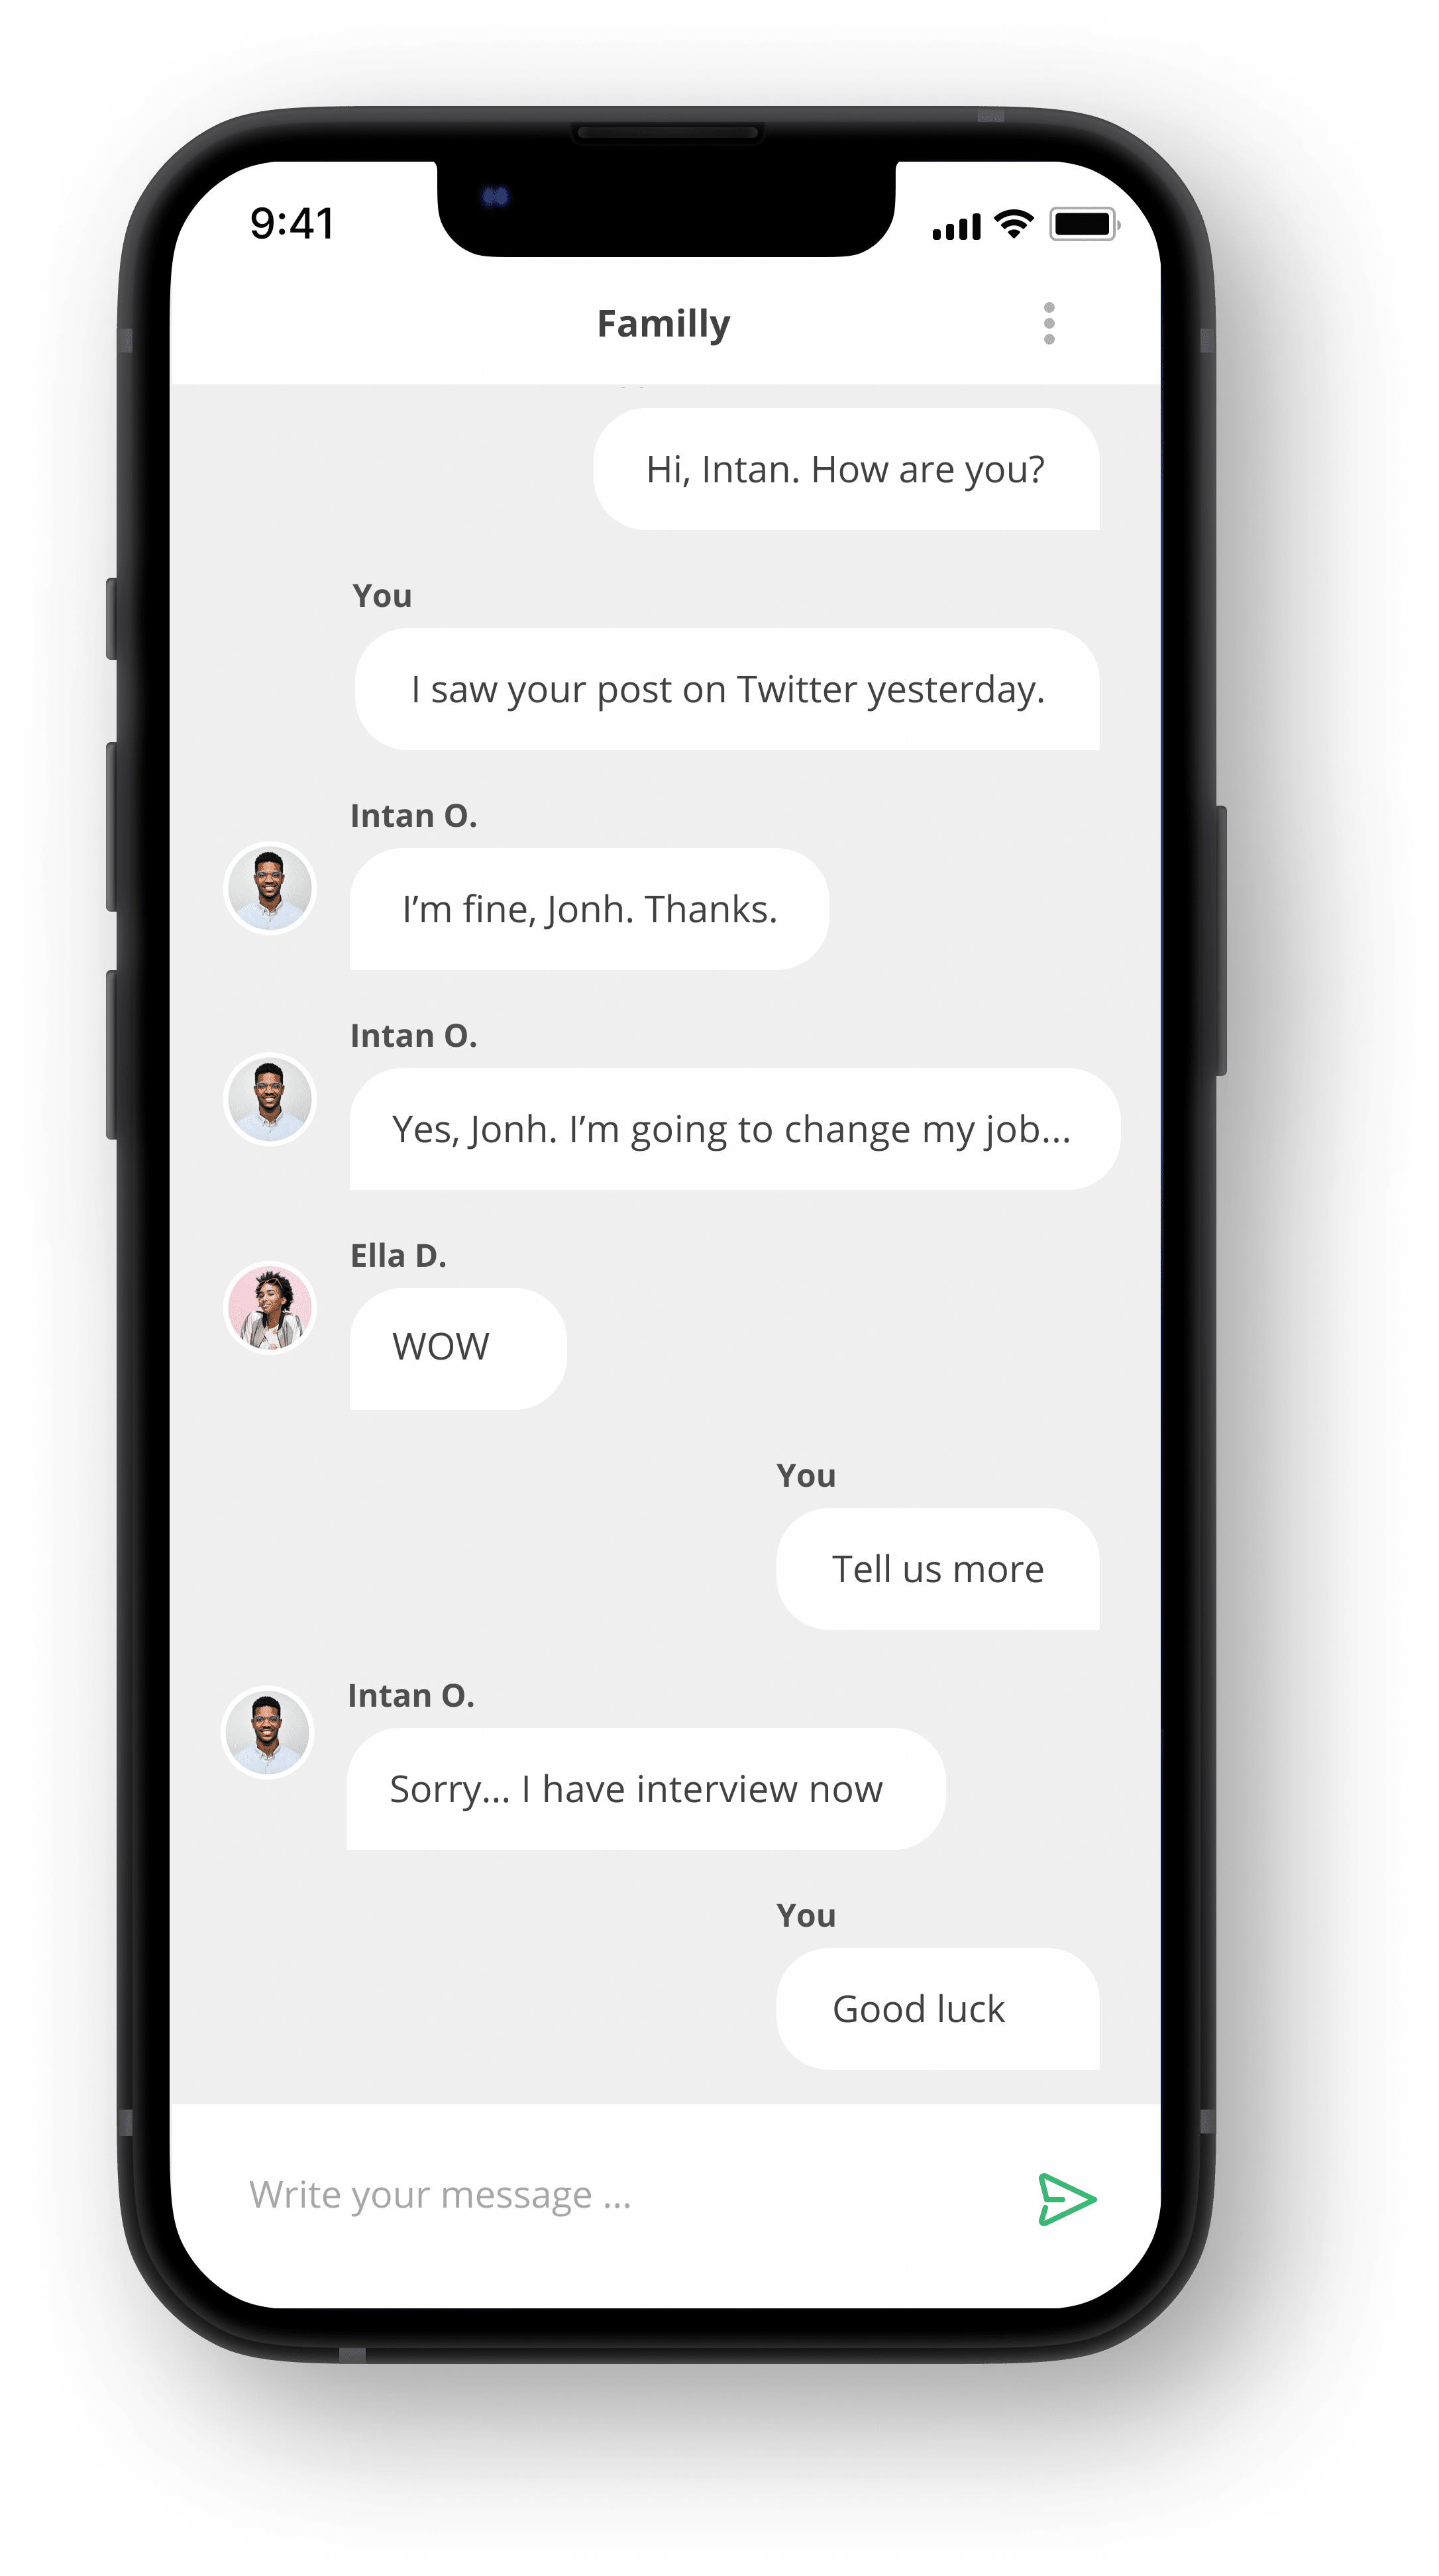 9:41
Familly
Hi, Intan. How are you?
You
I saw your post on Twitter yesterday.
Intan O.
I’m fine, Jonh. Thanks.
Intan O.
Yes, Jonh. I’m going to change my job...
Ella D.
WOW
You
Tell us more
Intan O.
Sorry... I have interview now
You
Good luck
Write your message ...